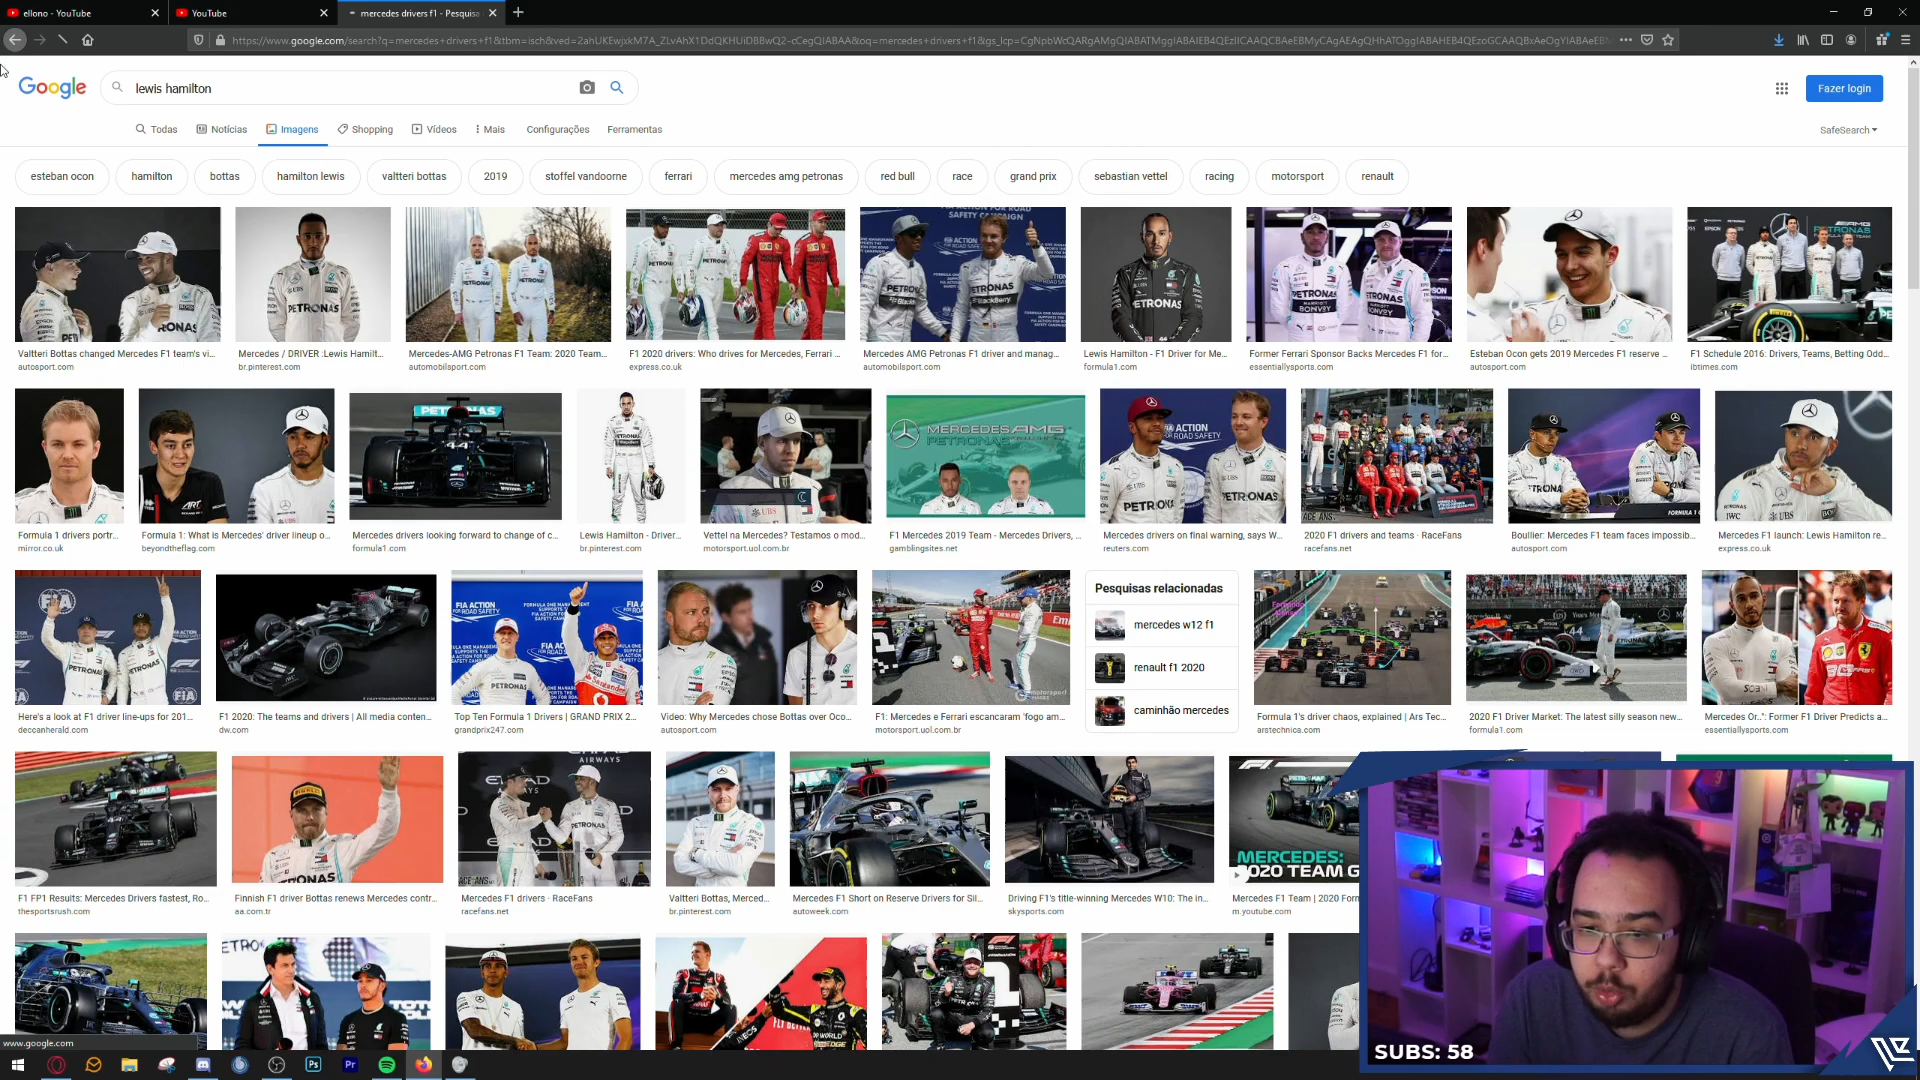 ellono - YouTube
YouTube
mercedes drivers f1 - Pesquisa
https://www.google.com/search?q=mercedes+drivers+f1&tbm=isch&ved=
Google
lewis hamilton
Fazer login
Todas
Notícias
Imagens
Shopping
Vídeos
Mais
Configurações
Ferramentas
SafeSearch
esteban ocon
hamilton
bottas
hamilton lewis
valtteri bottas
2019
stoffel vandoorne
ferrari
mercedes amg petronas
red bull
race
grand prix
sebastian vettel
racing
motorsport
renault
Valtteri Bottas changed Mercedes F1 team's vi...
autosport.com
Mercedes / DRIVER :Lewis Hamilt...
br.pinterest.com
Mercedes-AMG Petronas F1 Team: 2020 Team...
automobilsport.com
F1 2020 drivers: Who drives for Mercedes, Ferrari ...
express.co.uk
Mercedes AMG Petronas F1 driver and manag...
automobilsport.com
Lewis Hamilton - F1 Driver for Me...
formula1.com
Former Ferrari Sponsor Backs Mercedes F1 for...
essentiallysports.com
Esteban Ocon gets 2019 Mercedes F1 reserve ...
autosport.com
F1 Schedule 2016: Drivers, Teams, Betting Odd...
ibtimes.com
Formula 1 drivers portr...
mirror.co.uk
Formula 1: What is Mercedes' driver lineup o...
beyondtheflag.com
Mercedes drivers looking forward to change of c...
formula1.com
Lewis Hamilton - Driver...
br.pinterest.com
Vettel na Mercedes? Testamos o mod...
motorsport.uol.com.br
MERCEDES AMG
PETRONAS
F1 Mercedes 2019 Team - Mercedes Drivers, ...
gamblingsites.net
Mercedes drivers on final warning, says W...
reuters.com
2020 F1 drivers and teams · RaceFans
racefans.net
Boullier: Mercedes F1 team faces impossib...
autosport.com
Mercedes F1 launch: Lewis Hamilton re...
express.co.uk
Here's a look at F1 driver line-ups for 201...
deccanherald.com
F1 2020: The teams and drivers | All media conten...
dw.com
Top Ten Formula 1 Drivers | GRAND PRIX 2...
grandprix247.com
Video: Why Mercedes chose Bottas over Oco...
autosport.com
F1: Mercedes e Ferrari escancaram 'fogo am...
motorsport.uol.com.br
Pesquisas relacionadas
mercedes w12 f1
renault f1 2020
caminhão mercedes
Formula 1's driver chaos, explained | Ars Tec...
arstechnica.com
2020 F1 Driver Market: The latest silly season new...
formula1.com
Mercedes Or..": Former F1 Driver Predicts a...
essentiallysports.com
F1 FP1 Results: Mercedes Drivers fastest, Ro...
thesportsrush.com
Finnish F1 driver Bottas renews Mercedes contr...
aa.com.tr
Mercedes F1 drivers · RaceFans
racefans.net
Valtteri Bottas, Merced...
br.pinterest.com
Mercedes F1 Short on Reserve Drivers for Sil...
autoweek.com
Driving F1's title-winning Mercedes W10: The in...
skysports.com
MERCEDES:
2020 TEAM G
Mercedes F1 Team | 2020 Form
m.youtube.com
www.google.com
SUBS: 58
Ps
Pr